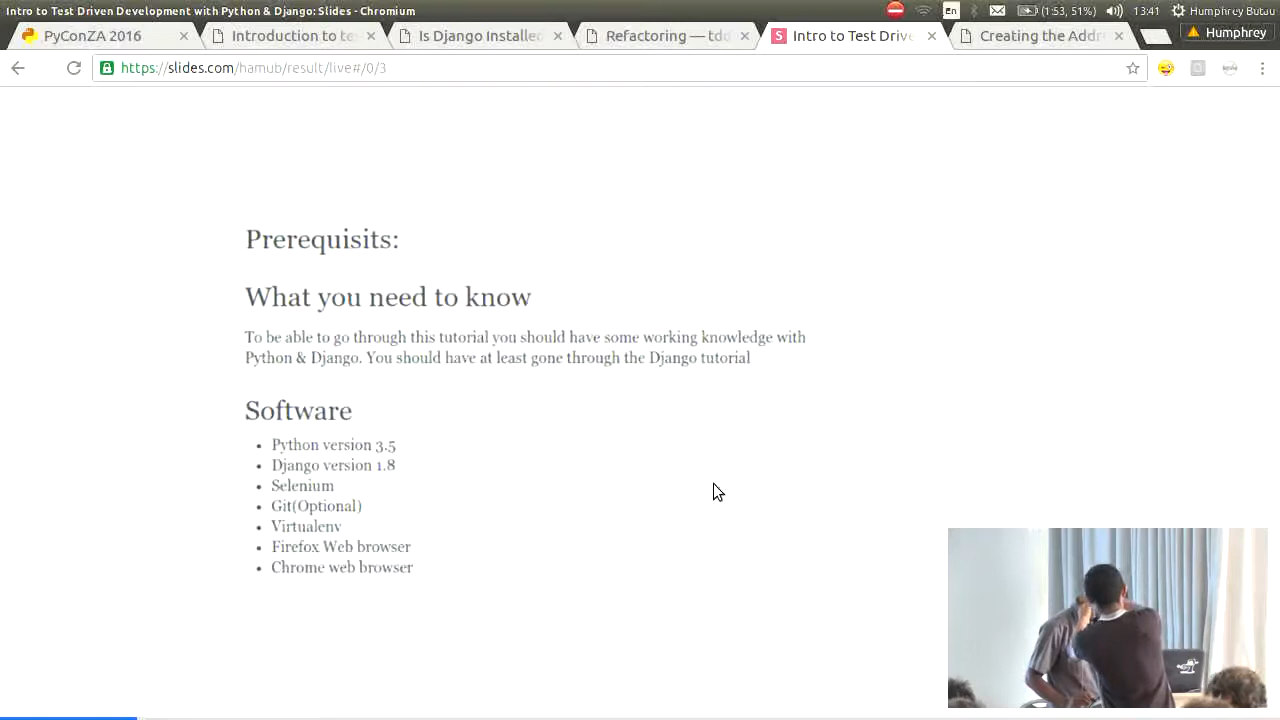 Intro to Test Driven Development with Python & Django: Slides - Chromium
En
(1:53, 51%)
13:41
Humphrey Butau
PyConZA 2016
Introduction to te
Is Django Installed
Refactoring — tdd
S
Intro to Test Drive
Creating the Addr
Humphrey
https://slides.com/hamub/result/live#/0/3
Prerequisits:
What you need to know
To be able to go through this tutorial you should have some working knowledge with
Python & Django. You should have at least gone through the Django tutorial
Software
• Python version 3.5
• Django version 1.8
• Selenium
• Git(Optional)
• Virtualenv
• Firefox Web browser
• Chrome web browser